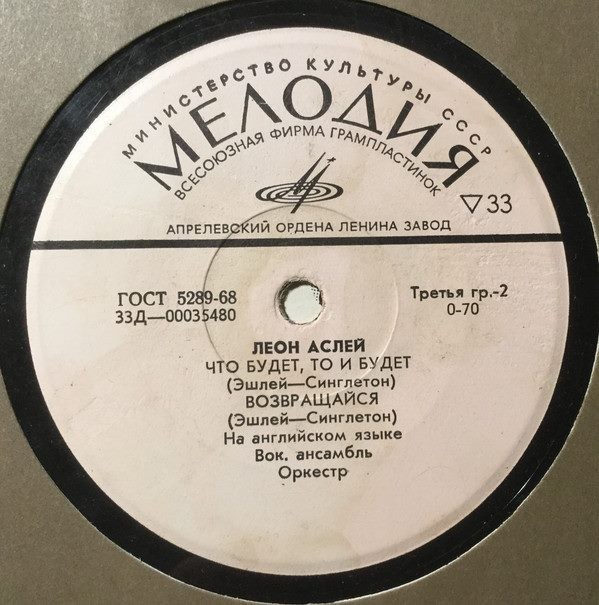 МИНИСТЕРСТВО КУЛЬТУРЫ СССР
МЕЛОДИЯ
ВСЕСОЮЗНАЯ ФИРМА ГРАМПЛАСТИНОК
▽33
АПРЕЛЕВСКИЙ ОРДЕНА ЛЕНИНА ЗАВОД
ГОСТ 5289-68
33Д—00035480
Третья гр.-2
0-70
ЛЕОН АСЛЕЙ
ЧТО БУДЕТ, ТО И БУДЕТ
(Эшлей—Синглетон)
ВОЗВРАЩАЙСЯ
(Эшлей—Синглетон)
На английском языке
Вок. ансамбль
Оркестр